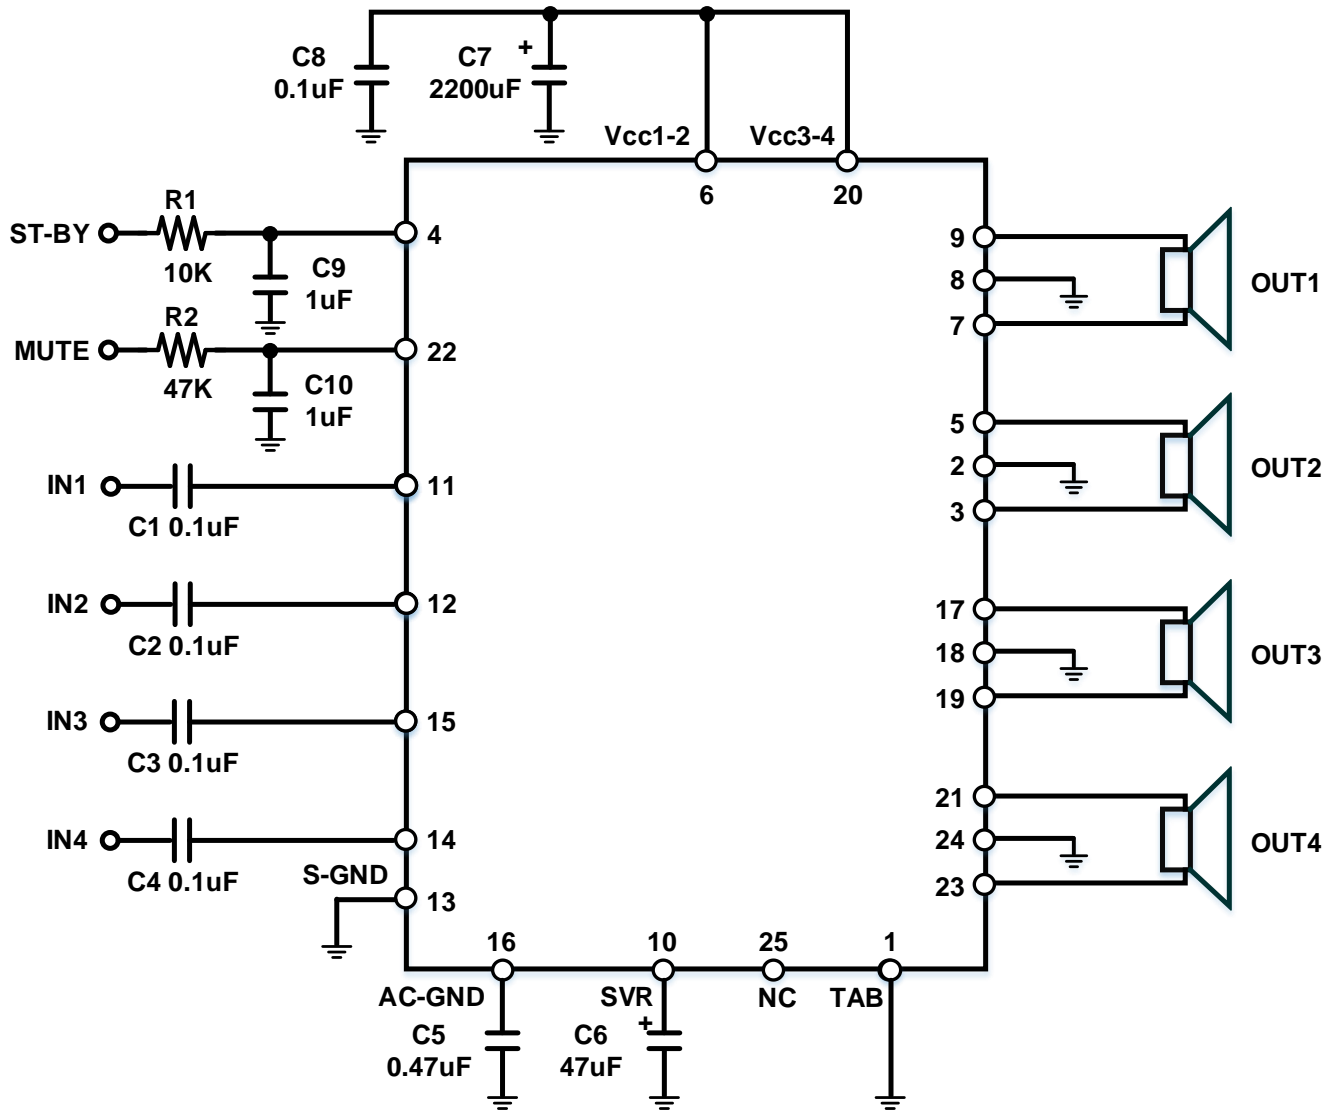 C8
0.1uF
C7
2200uF
+
Vcc1-2
Vcc3-4
6
20
ST-BY
R1
10K
C9
1uF
4
MUTE
R2
47K
C10
1uF
22
IN1
C1 0.1uF
11
IN2
C2 0.1uF
12
IN3
C3 0.1uF
15
IN4
C4 0.1uF
14
S-GND
13
9
8
7
OUT1
5
2
3
OUT2
17
18
19
OUT3
21
24
23
OUT4
16
10
25
1
AC-GND
SVR
NC
TAB
C5
0.47uF
C6
47uF
+